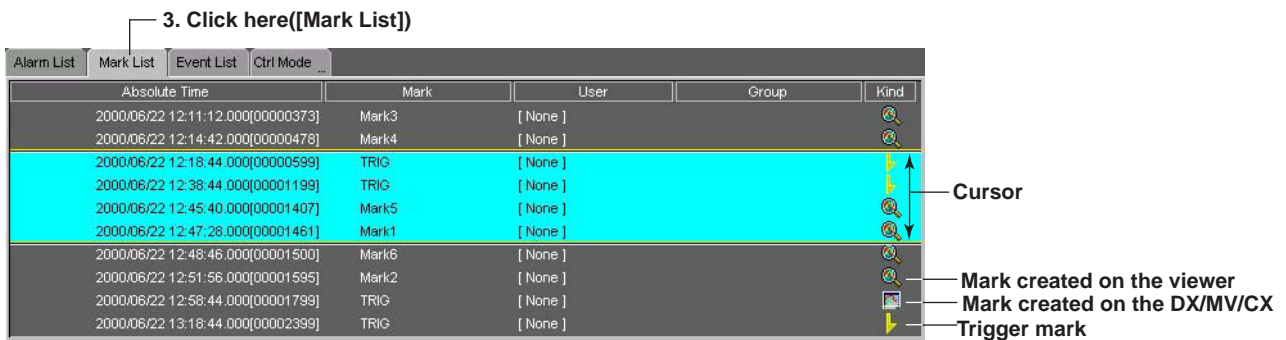 3. Click here([Mark List])
Alarm List Mark List Event List Ctrl Mode ...
Absolute Time Mark User Group Kind
2000/06/22 12:11:12.000[00000373] Mark3 [ None ]
2000/06/22 12:14:42.000[00000478] Mark4 [ None ]
2000/06/22 12:18:44.000[00000599] TRIG [ None ]
2000/06/22 12:38:44.000[00001199] TRIG [ None ]
Cursor
2000/06/22 12:45:40.000[00001407] Mark5 [ None ]
2000/06/22 12:47:28.000[00001461] Mark1 [ None ]
2000/06/22 12:48:46.000[00001500] Mark6 [ None ]
2000/06/22 12:51:56.000[00001595] Mark2 [ None ] Mark created on the viewer
2000/06/22 12:58:44.000[00001799] TRIG [ None ] Mark created on the DX/MV/CX
2000/06/22 13:18:44.000[00002399] TRIG [ None ] Trigger mark